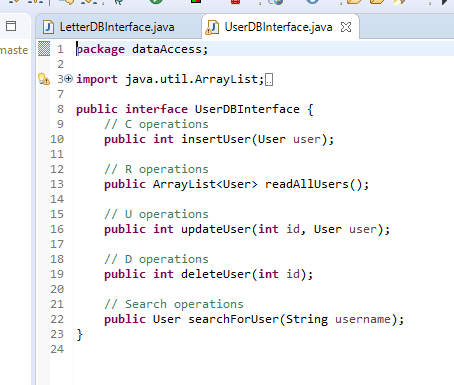 LetterDBInterface.java
UserDBInterface.java
maste
1 package dataAccess;
2
3 import java.util.ArrayList;
7
8 public interface UserDBInterface {
9 // C operations
10 public int insertUser(User user);
11
12 // R operations
13 public ArrayList<User> readAllUsers();
14
15 // U operations
16 public int updateUser(int id, User user);
17
18 // D operations
19 public int deleteUser(int id);
20
21 // Search operations
22 public User searchForUser(String username);
23 }
24